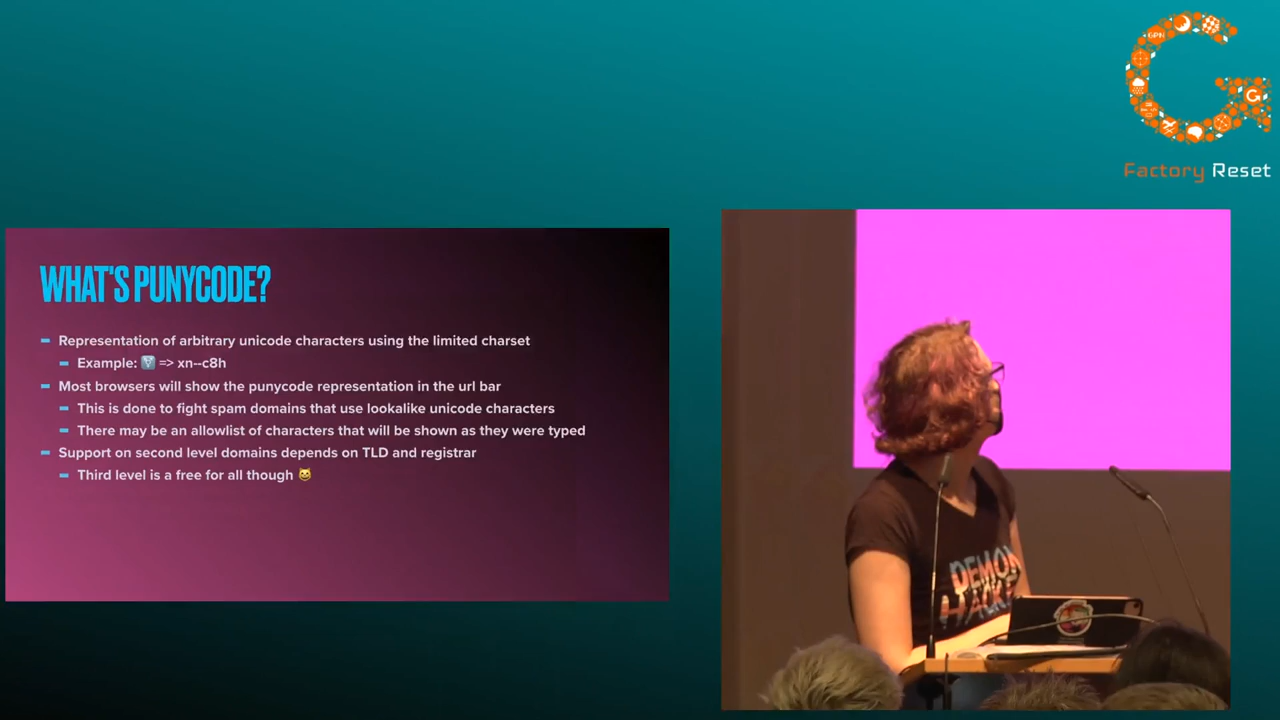 GPN
G
Factory Reset
WHAT'S PUNYCODE?
Representation of arbitrary unicode characters using the limited charset
Example: => xn--c8h
Most browsers will show the punycode representation in the url bar
This is done to fight spam domains that use lookalike unicode characters
There may be an allowlist of characters that will be shown as they were typed
Support on second level domains depends on TLD and registrar
Third level is a free for all though 😺
DEMON